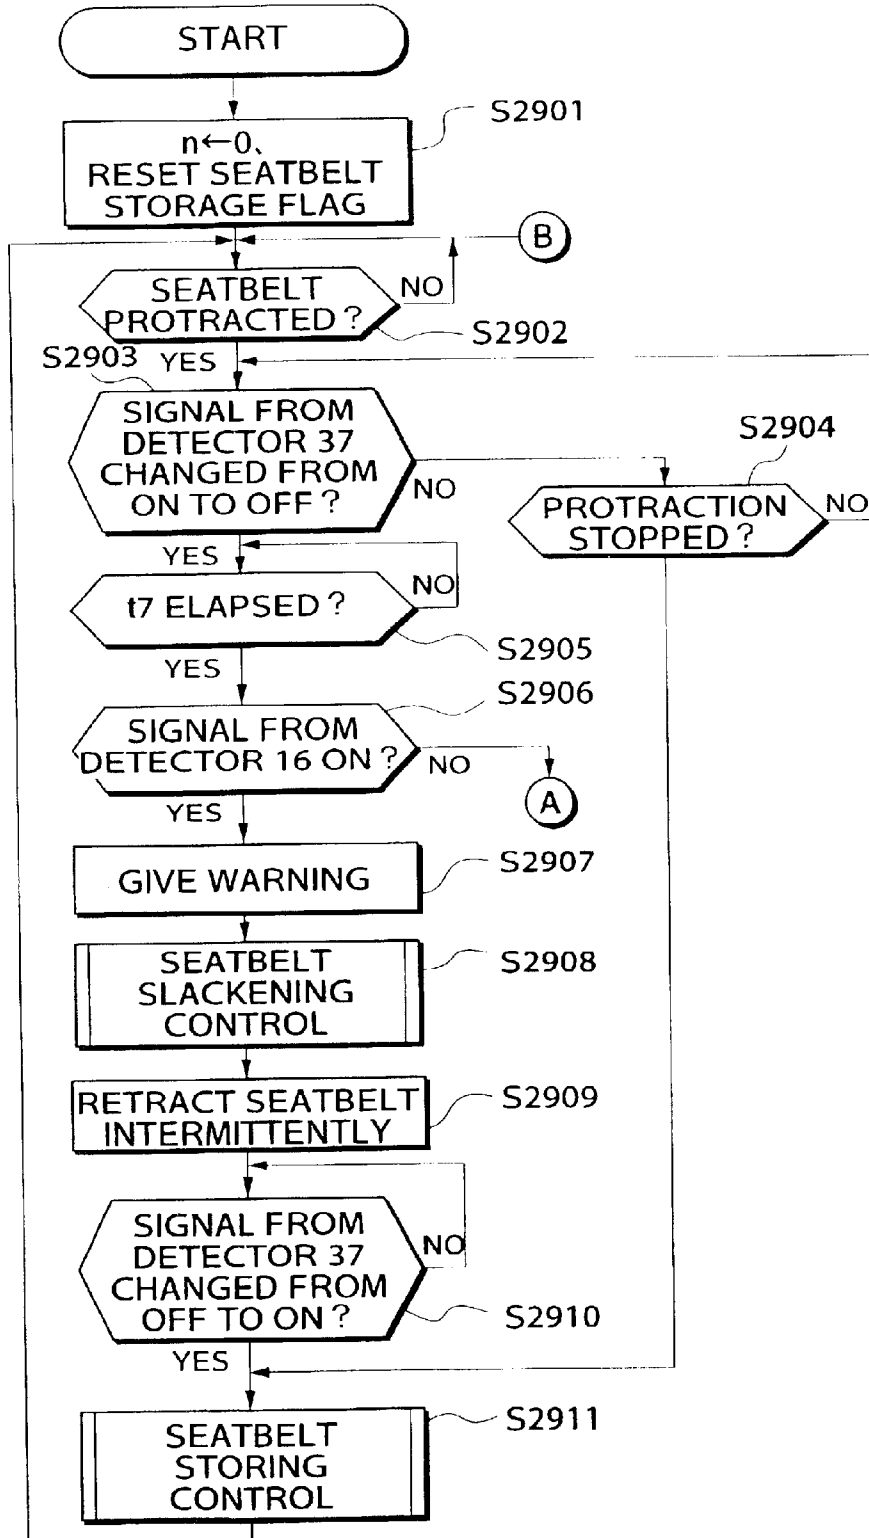 START
S2901
n←0、
RESET SEATBELT
STORAGE FLAG
B
SEATBELT
PROTRACTED?
NO
S2902
YES
S2903
SIGNAL FROM
DETECTOR 37
CHANGED FROM
ON TO OFF?
NO
S2904
PROTRACTION
STOPPED?
NO
YES
t7 ELAPSED?
NO
S2905
YES
S2906
SIGNAL FROM
DETECTOR 16 ON?
NO
A
YES
GIVE WARNING
S2907
SEATBELT
SLACKENING
CONTROL
S2908
RETRACT SEATBELT
INTERMITTENTLY
S2909
SIGNAL FROM
DETECTOR 37
CHANGED FROM
OFF TO ON?
NO
S2910
YES
SEATBELT
STORING
CONTROL
S2911